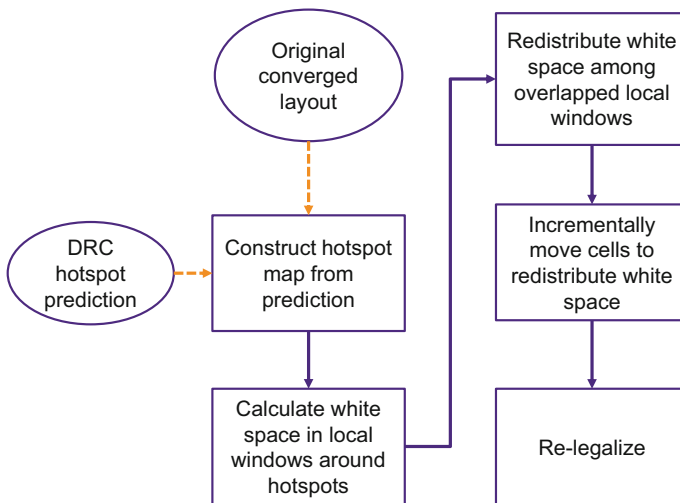 Original
converged
layout
DRC
hotspot
prediction
Construct hotspot
map from
prediction
Calculate white
space in local
windows around
hotspots
Redistribute white
space among
overlapped local
windows
Incrementally
move cells to
redistribute white
space
Re-legalize